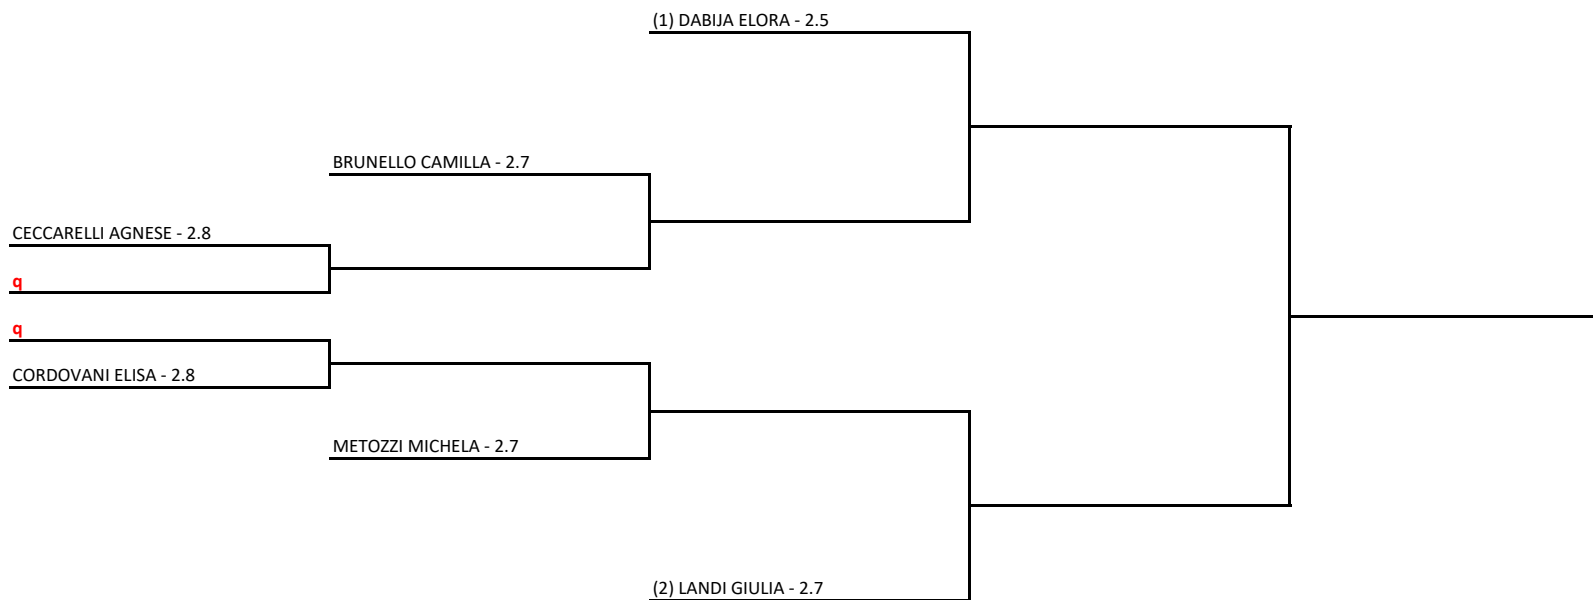 (1) DABIJA ELORA - 2.5
BRUNELLO CAMILLA - 2.7
CECCARELLI AGNESE - 2.8
q
q
CORDOVANI ELISA - 2.8
METOZZI MICHELA - 2.7
(2) LANDI GIULIA - 2.7